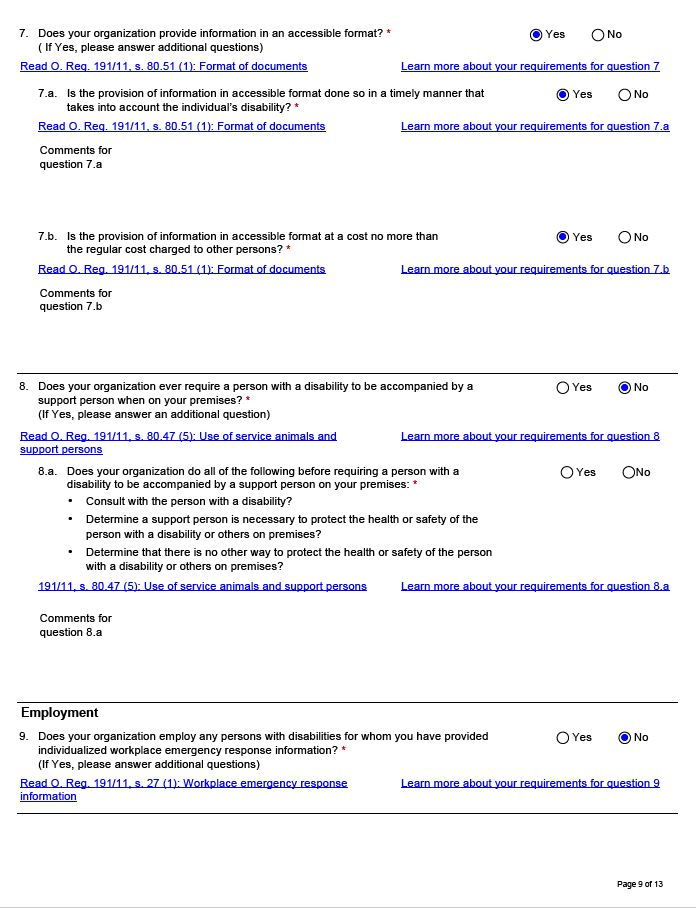 7. Does your organization provide information in an accessible format? * Yes No
( If Yes, please answer additional questions)
Read O. Reg. 191/11, s. 80.51 (1): Format of documents Learn more about your requirements for question 7
7.a. Is the provision of information in accessible format done so in a timely manner that
takes into account the individual's disability? * Yes No
Read O. Reg. 191/11, s. 80.51 (1): Format of documents Learn more about your requirements for question 7.a
Comments for
question 7.a
7.b. Is the provision of information in accessible format at a cost no more than
the regular cost charged to other persons? * Yes No
Read O. Reg. 191/11, s. 80.51 (1): Format of documents Learn more about your requirements for question 7.b
Comments for
question 7.b
8. Does your organization ever require a person with a disability to be accompanied by a
support person when on your premises? * Yes No
(If Yes, please answer an additional question)
Read O. Reg. 191/11, s. 80.47 (5): Use of service animals and
support persons Learn more about your requirements for question 8
8.a. Does your organization do all of the following before requiring a person with a
disability to be accompanied by a support person on your premises: * Yes No
• Consult with the person with a disability?
• Determine a support person is necessary to protect the health or safety of the
person with a disability or others on premises?
• Determine that there is no other way to protect the health or safety of the person
with a disability or others on premises?
191/11, s. 80.47 (5): Use of service animals and support persons Learn more about your requirements for question 8.a
Comments for
question 8.a
Employment
9. Does your organization employ any persons with disabilities for whom you have provided
individualized workplace emergency response information? * Yes No
(If Yes, please answer additional questions)
Read O. Reg. 191/11, s. 27 (1): Workplace emergency response
information Learn more about your requirements for question 9
Page 9 of 13